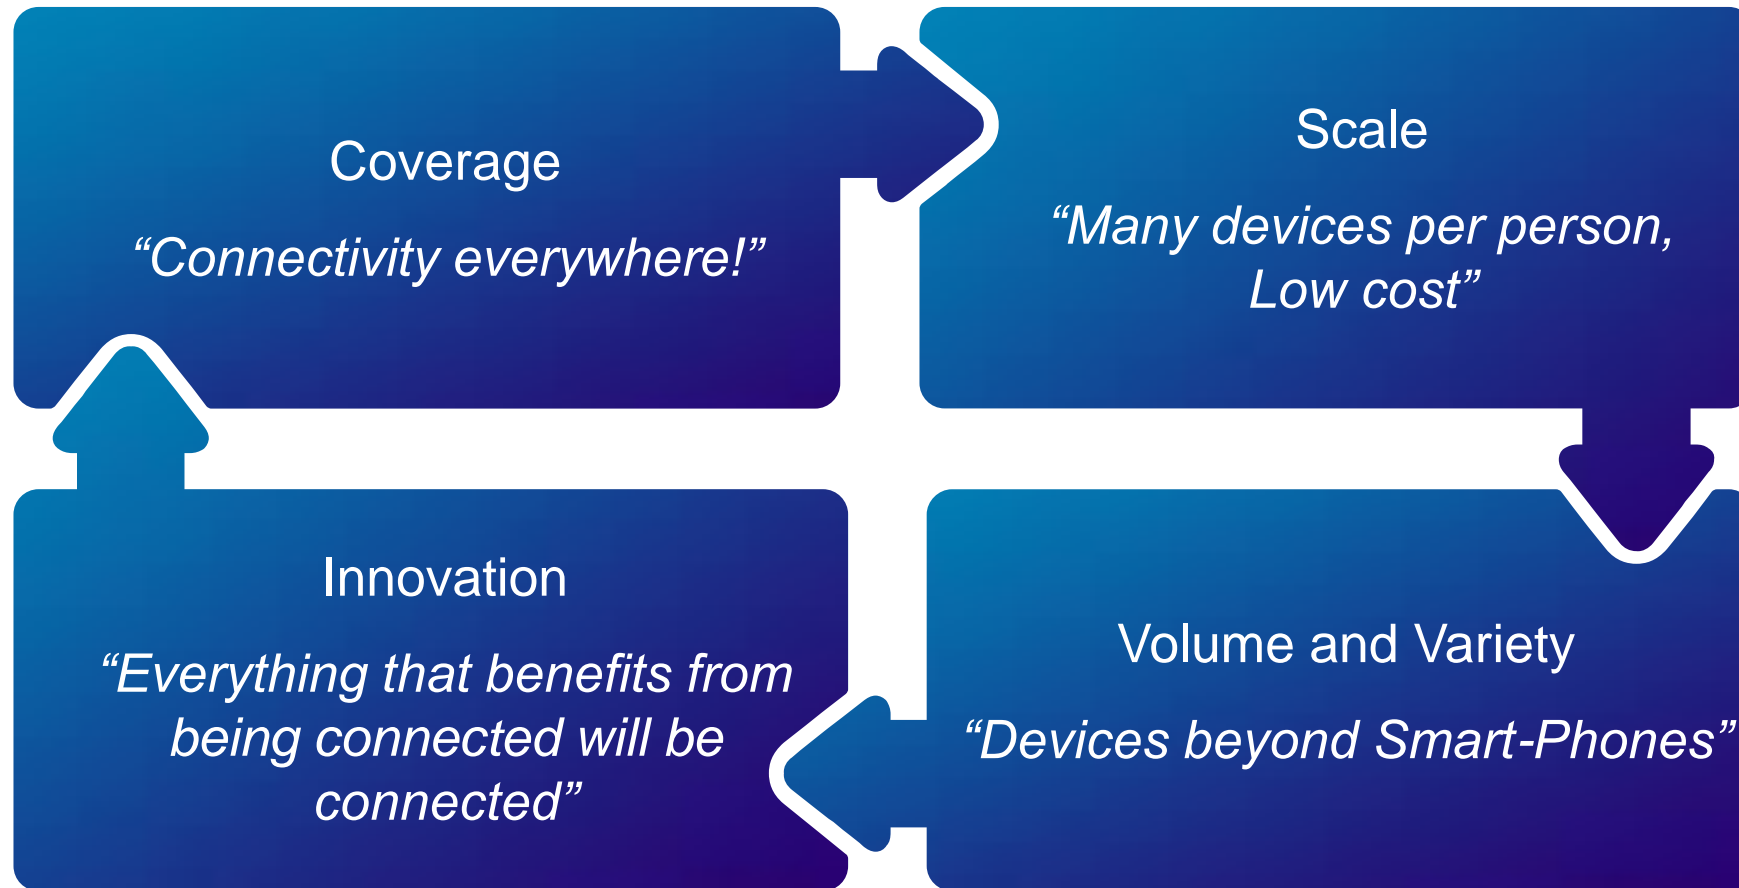 Coverage
“Connectivity everywhere!”
Scale
“Many devices per person,
Low cost”
Innovation
“Everything that benefits from
being connected will be
connected”
Volume and Variety
“Devices beyond Smart-Phones”